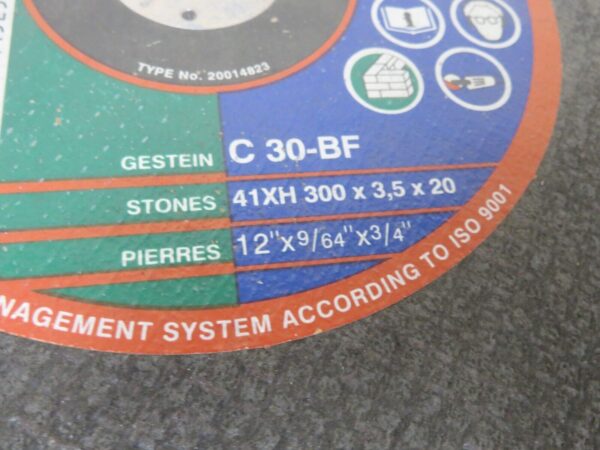 TYPE No. 20014823
GESTEIN C 30-BF
STONES 41XH 300 x 3,5 x 20
PIERRES 12"x9/64"x3/4"
NAGEMENT SYSTEM ACCORDING TO ISO 9001